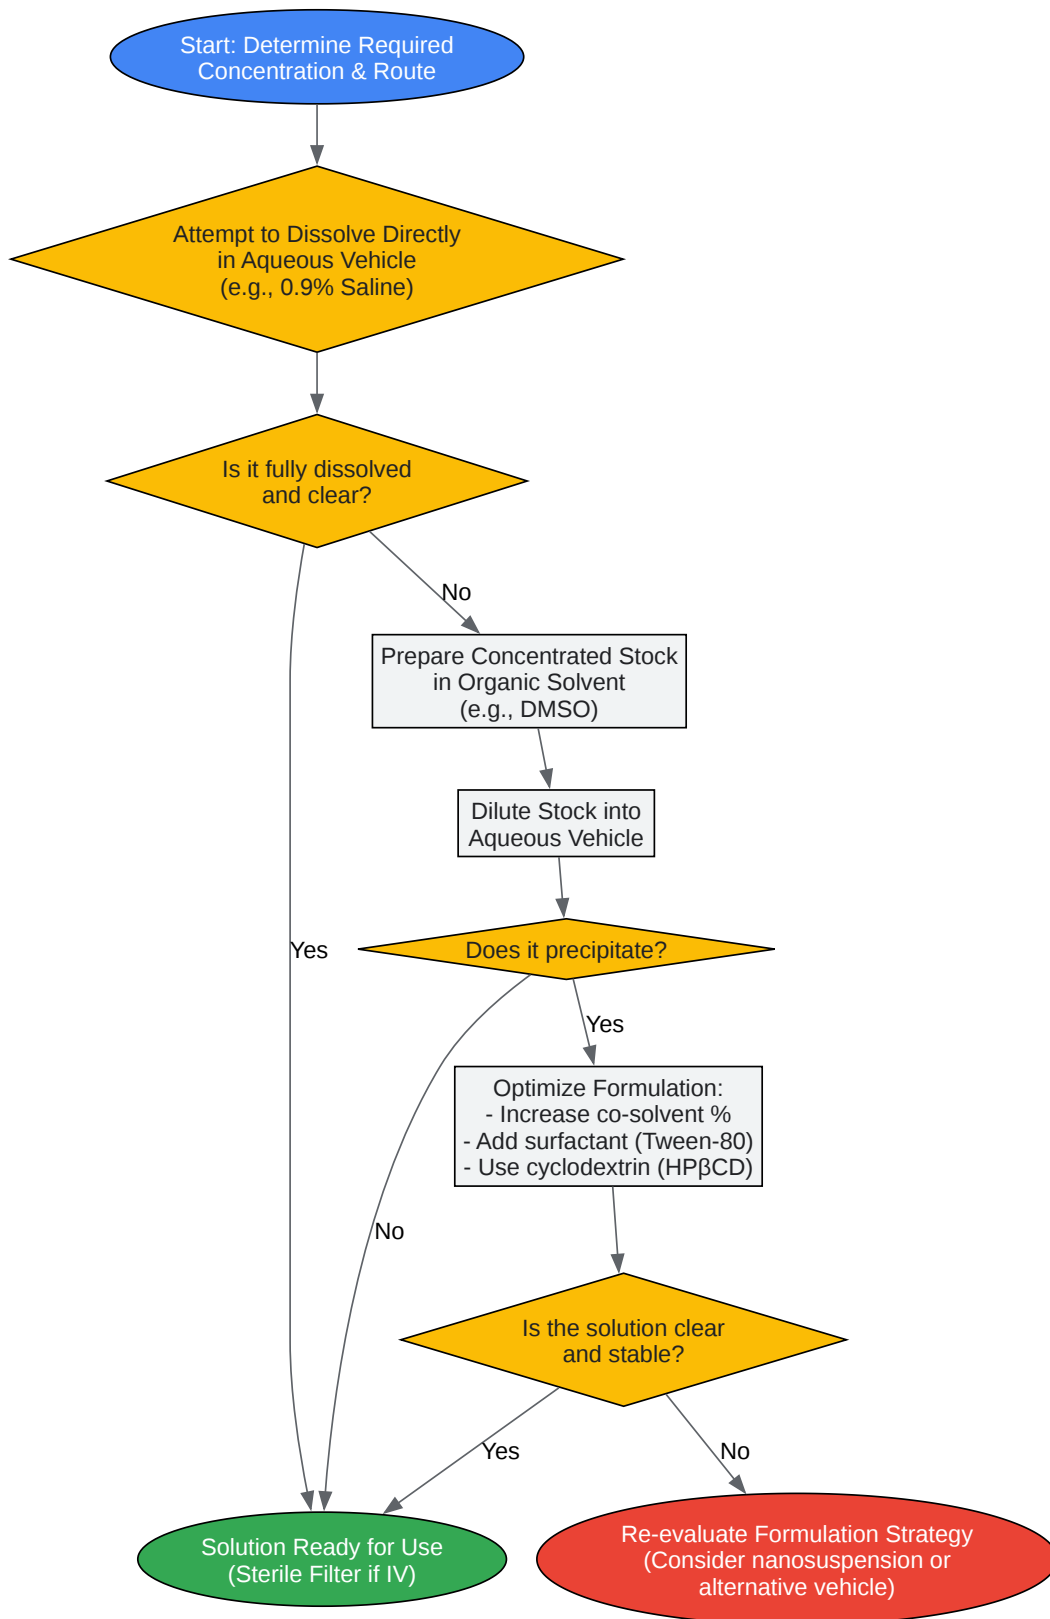 Start: Determine Required
Concentration & Route
Attempt to Dissolve Directly
in Aqueous Vehicle
(e.g., 0.9% Saline)
Is it fully dissolved
and clear?
No
Prepare Concentrated Stock
in Organic Solvent
(e.g., DMSO)
Dilute Stock into
Aqueous Vehicle
Yes
Does it precipitate?
Yes
Optimize Formulation:
- Increase co-solvent %
- Add surfactant (Tween-80)
- Use cyclodextrin (HPβCD)
No
Is the solution clear
and stable?
Yes
No
Solution Ready for Use
(Sterile Filter if IV)
Re-evaluate Formulation Strategy
(Consider nanosuspension or
alternative vehicle)